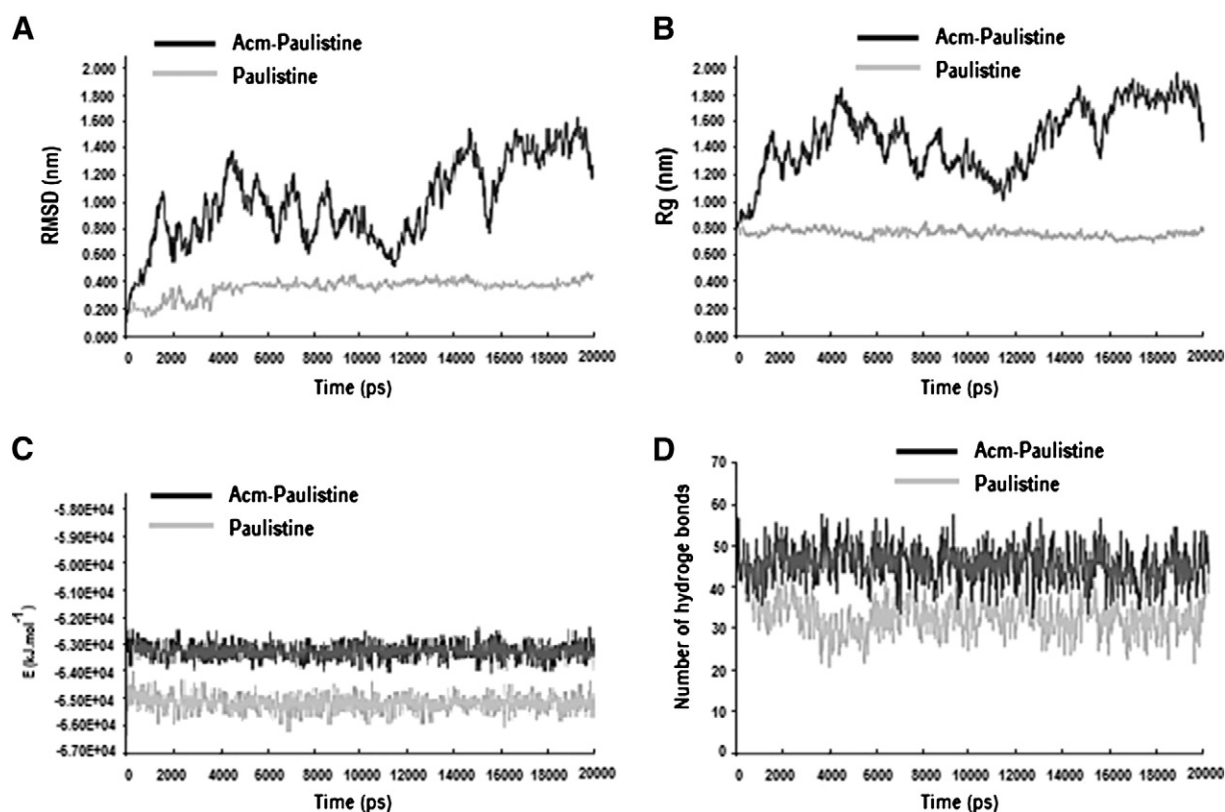 A
Acm-Paulistine
Paulistine
RMSD (nm)
2.000
1.800
1.600
1.400
1.200
1.000
0.800
0.600
0.400
0.200
0.000
0 2000 4000 6000 8000 10000 12000 14000 16000 18000 20000
Time (ps)
B
Acm-Paulistine
Paulistine
Rg (nm)
2.000
1.800
1.600
1.400
1.200
1.000
0.800
0.600
0.400
0.200
0.000
0 2000 4000 6000 8000 10000 12000 14000 16000 18000 20000
Time (ps)
C
Acm-Paulistine
Paulistine
E (kJ.mol⁻¹)
-5.80E+04
-5.90E+04
-6.00E+04
-6.10E+04
-6.20E+04
-6.30E+04
-6.40E+04
-6.50E+04
-6.60E+04
-6.70E+04
0 2000 4000 6000 8000 10000 12000 14000 16000 18000 20000
Time (ps)
D
Acm-Paulistine
Paulistine
Number of hydroge bonds
70
60
50
40
30
20
10
0
0 2000 4000 6000 8000 10000 12000 14000 16000 18000 20000
Time (ps)